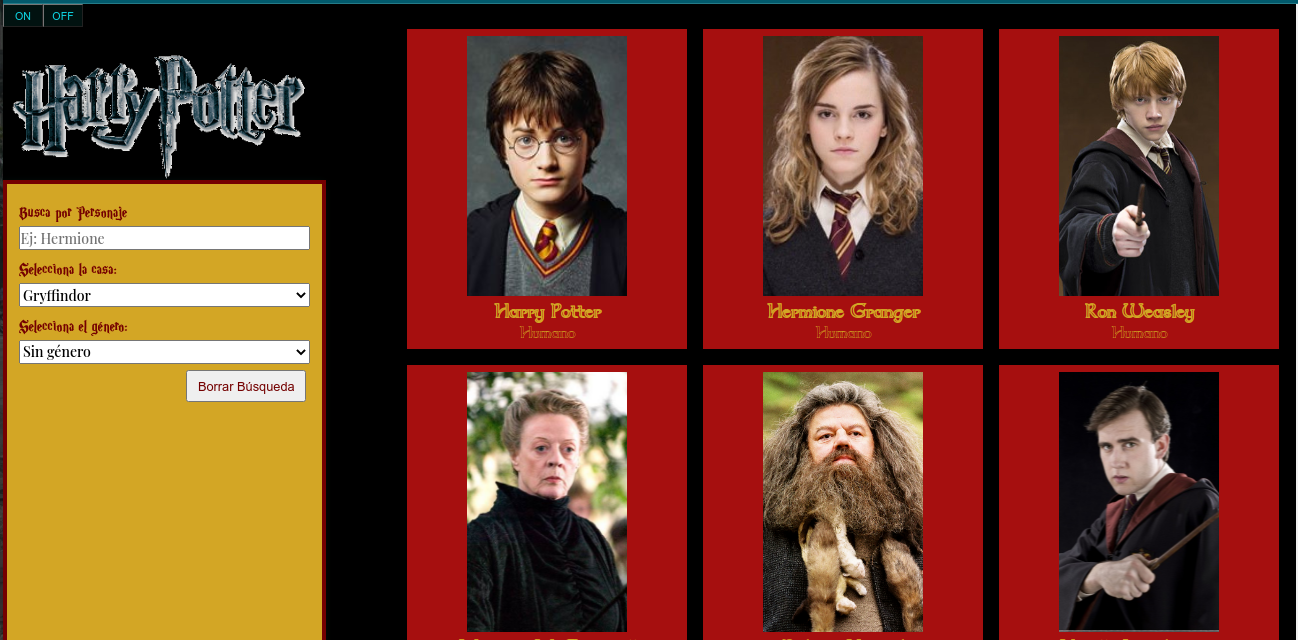 ON OFF
Harry Potter
Busca por Personaje
Ej: Hermione
Selecciona la casa:
Gryffindor
Selecciona el género:
Sin género
Borrar Búsqueda
Harry Potter
Humano
Hermione Granger
Humano
Ron Weasley
Humano